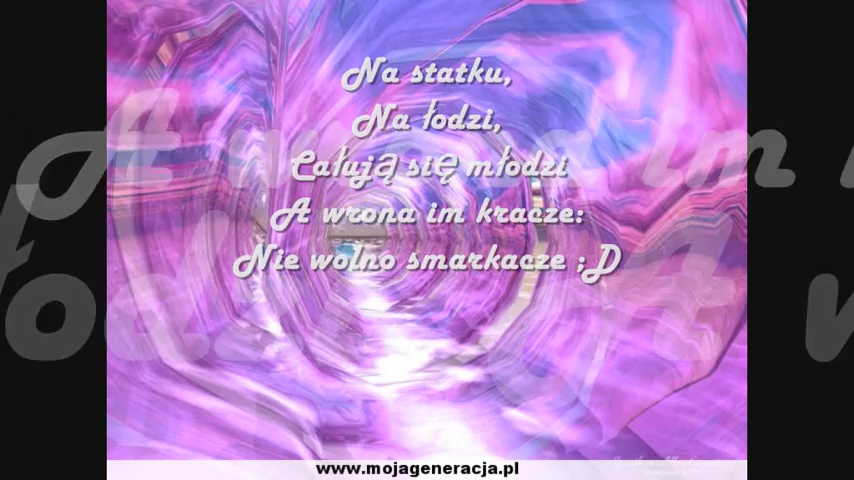 Na statku,
Na łodzi,
Całują się młodzi
A wrona im kracze:
Nie wolno smarkacze ;D
www.mojageneracja.pl